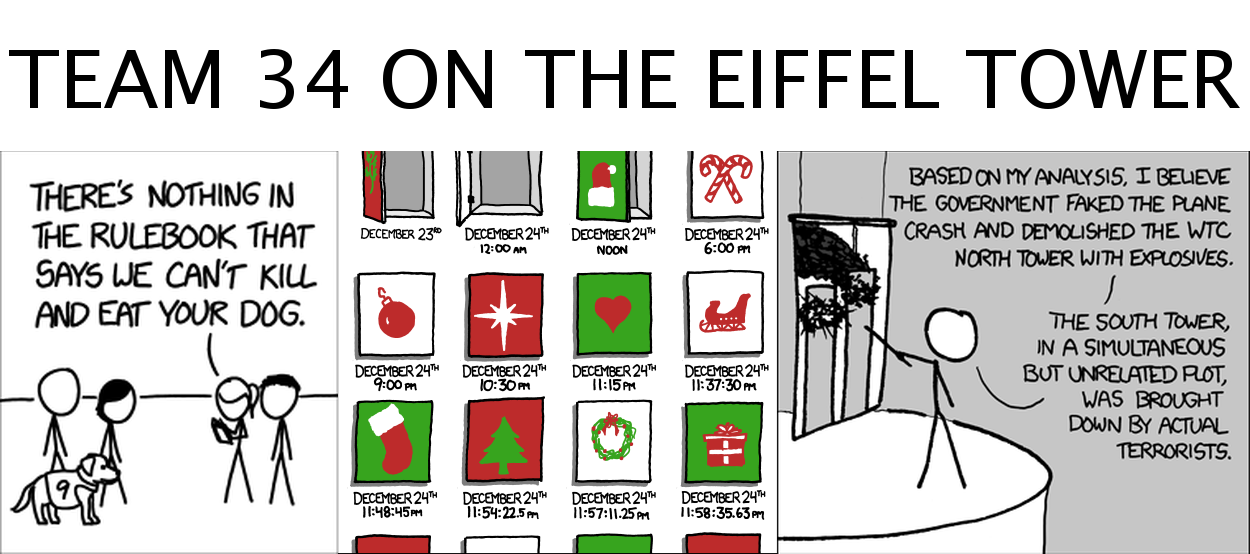 TEAM 34 ON THE EIFFEL TOWER
THERE'S NOTHING IN
THE RULEBOOK THAT
SAYS WE CAN'T KILL
AND EAT YOUR DOG.
9
DECEMBER 23RD
DECEMBER 24TH
12:00 AM
DECEMBER 24TH
NOON
DECEMBER 24TH
6:00 PM
DECEMBER 24TH
9:00 PM
DECEMBER 24TH
10:30 PM
DECEMBER 24TH
11:15 PM
DECEMBER 24TH
11:37:30 PM
DECEMBER 24TH
11:48:45 PM
DECEMBER 24TH
11:54:22.5 PM
DECEMBER 24TH
11:57:11.25 PM
DECEMBER 24TH
11:58:35.63 PM
BASED ON MY ANALYSIS, I BELIEVE
THE GOVERNMENT FAKED THE PLANE
CRASH AND DEMOLISHED THE WTC
NORTH TOWER WITH EXPLOSIVES.
THE SOUTH TOWER,
IN A SIMULTANEOUS
BUT UNRELATED PLOT,
WAS BROUGHT
DOWN BY ACTUAL
TERRORISTS.